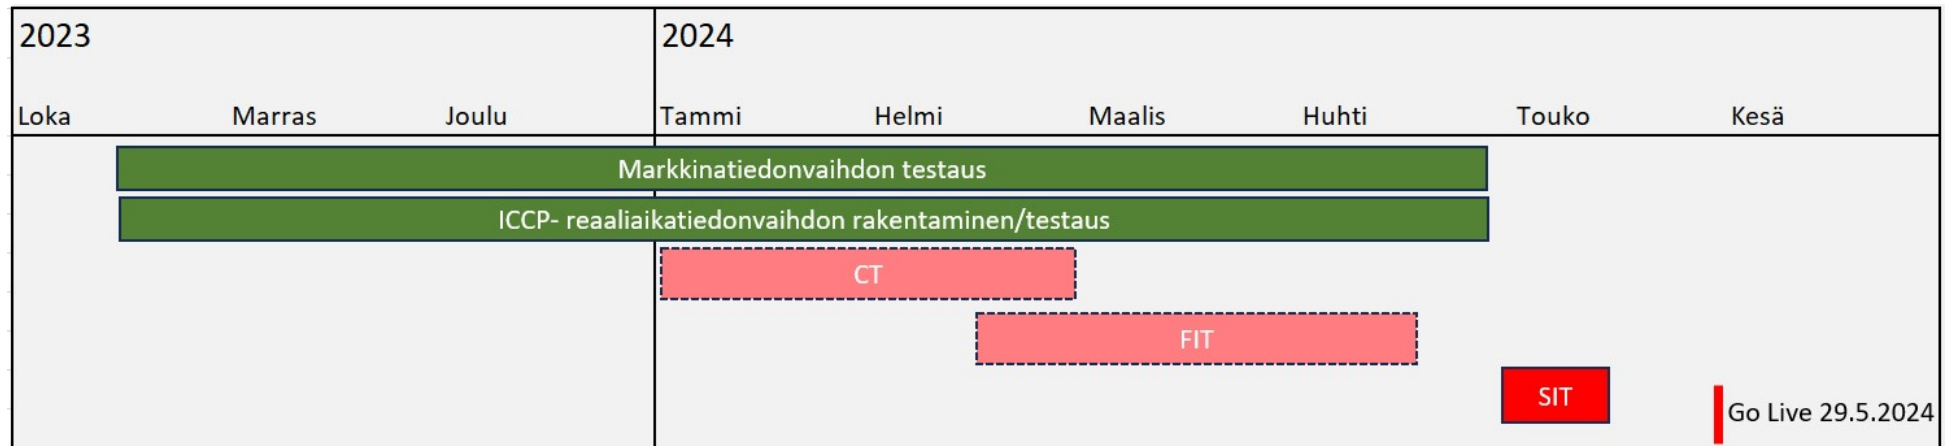 2023 2024
Loka Marras Joulu Tammi Helmi Maalis Huhti Touko Kesä
Markkinatiedonvaihdon testaus
ICCP- reaaliaikatiedonvaihdon rakentaminen/testaus
CT
FIT
SIT
Go Live 29.5.2024